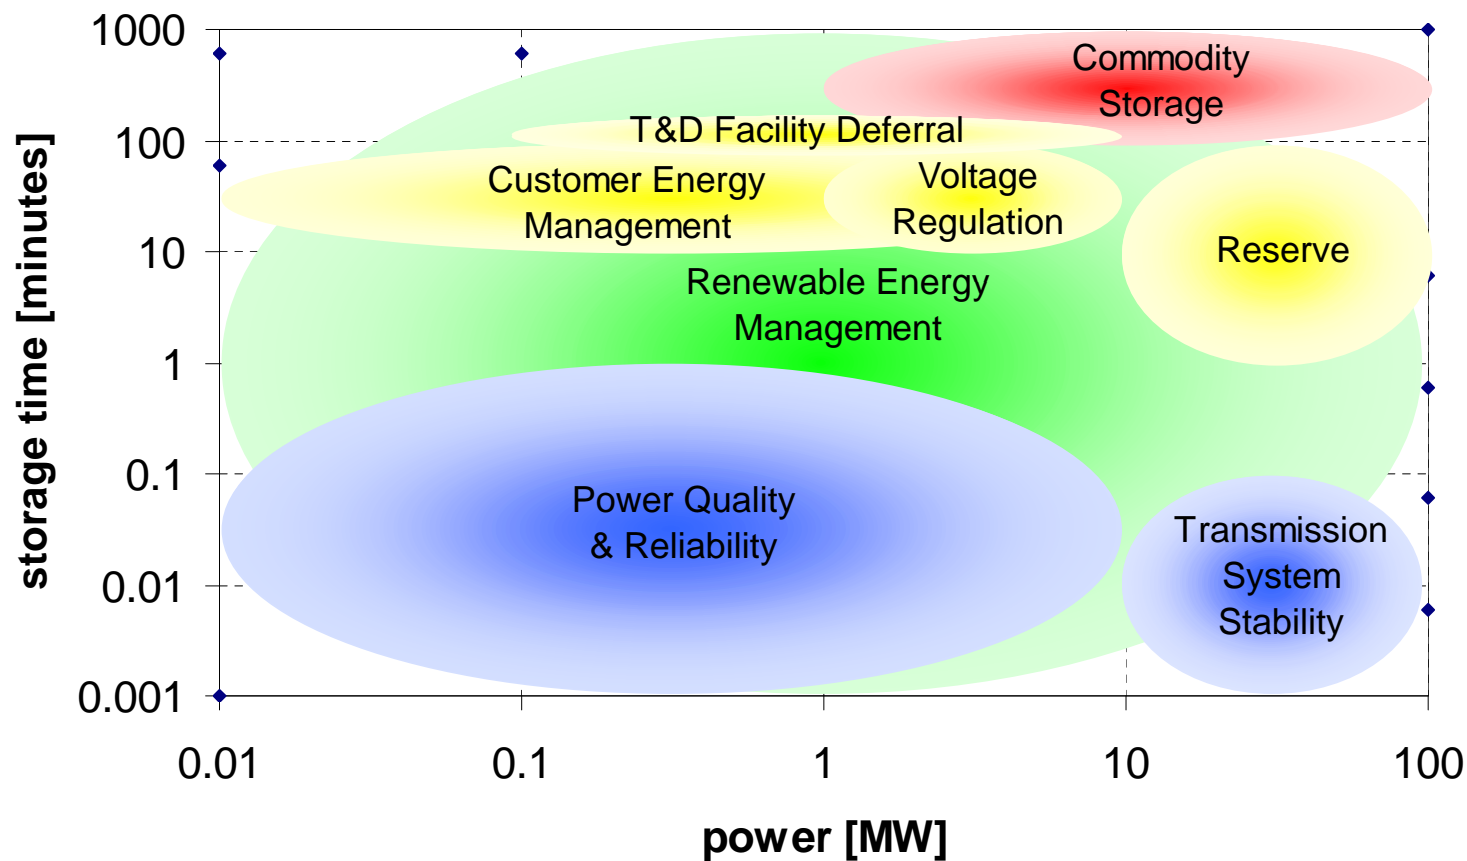 1000
100
10
1
0.1
0.01
0.001
storage time [minutes]
Commodity
Storage
T&D Facility Deferral
Customer Energy
Management
Voltage
Regulation
Reserve
Renewable Energy
Management
Power Quality
& Reliability
Transmission
System
Stability
0.01
0.1
1
10
100
power [MW]